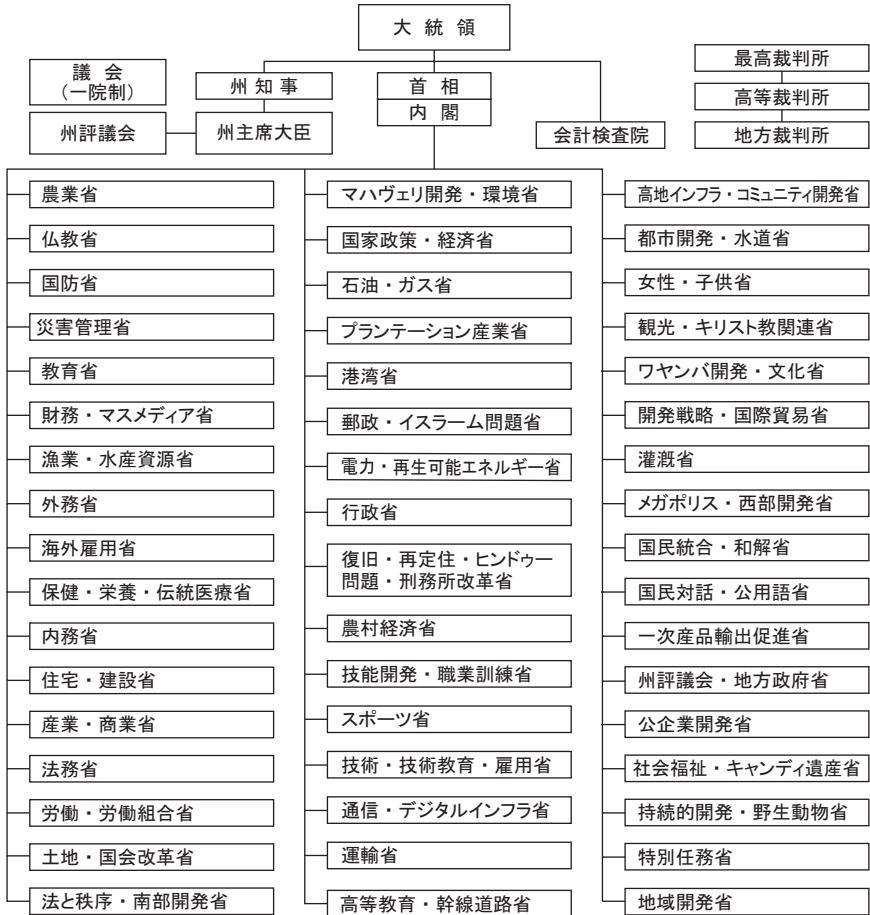 大統領
議会
(一院制)
州知事
首相
内閣
最高裁判所
高等裁判所
州評議会
州主席大臣
会計検査院
地方裁判所
農業省
仏教省
国防省
災害管理省
教育省
財務・マスメディア省
漁業・水産資源省
外務省
海外雇用省
保健・栄養・伝統医療省
内務省
住宅・建設省
産業・商業省
法務省
労働・労働組合省
土地・国会改革省
法と秩序・南部開発省
マハヴェリ開発・環境省
国家政策・経済省
石油・ガス省
プランテーション産業省
港湾省
郵政・イスラーム問題省
電力・再生可能エネルギー省
行政省
復旧・再定住・ヒンドゥー
問題・刑務所改革省
農村経済省
技能開発・職業訓練省
スポーツ省
技術・技術教育・雇用省
通信・デジタルインフラ省
運輸省
高等教育・幹線道路省
高地インフラ・コミュニティ開発省
都市開発・水道省
女性・子供省
観光・キリスト教関連省
ワヤンバ開発・文化省
開発戦略・国際貿易省
灌漑省
メガポリス・西部開発省
国民統合・和解省
国民対話・公用語省
一次産品輸出促進省
州評議会・地方政府省
公企業開発省
社会福祉・キャンディ遺産省
持続的開発・野生動物省
特別任務省
地域開発省